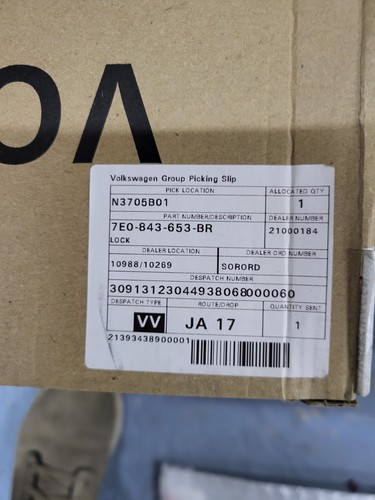 VO
Volkswagen Group Picking Slip
PICK LOCATION ALLOCATED QTY
N3705B01 1
PART NUMBER/DESCRIPTION DEALER NUMBER
7E0-843-653-BR 21000184
LOCK
DEALER LOCATION DEALER ORD NUMBER
10988/10269 SORORD
DESPATCH NUMBER
30913123044938068000060
DESPATCH TYPE ROUTE/DROP QUANTITY SENT
VV JA 17 1
21393438900001